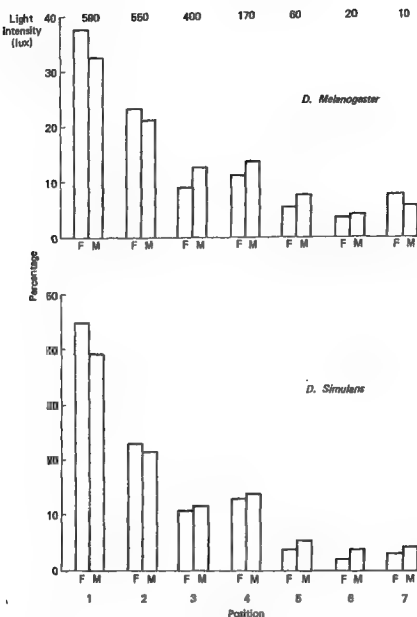 Light Intensity (lux) 580 550 400 170 60 20 10
40
D. Melanogaster
30
20
10
0
F M F M F M F M F M F M F M
Percentage
50
D. Simulans
10
0
F M F M F M F M F M F M F M
1 2 3 4 5 6 7
Position